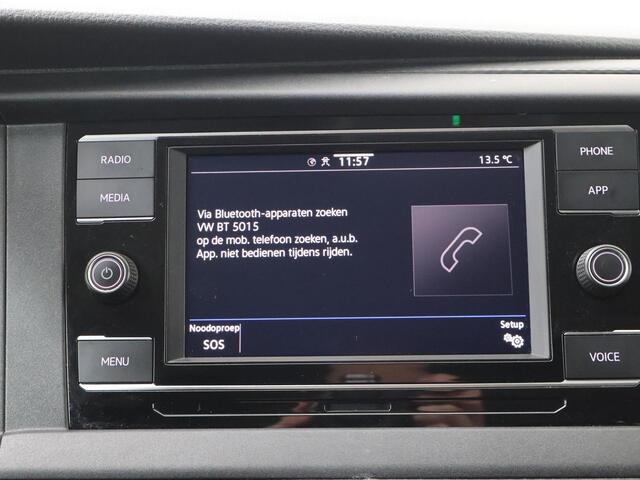 RADIO
MEDIA
MENU
11:57
13.5 °C
Via Bluetooth-apparaten zoeken
VW BT 5015
op de mob. telefoon zoeken, a.u.b.
App. niet bedienen tijdens rijden.
Noodoproep
SOS
Setup
PHONE
APP
VOICE